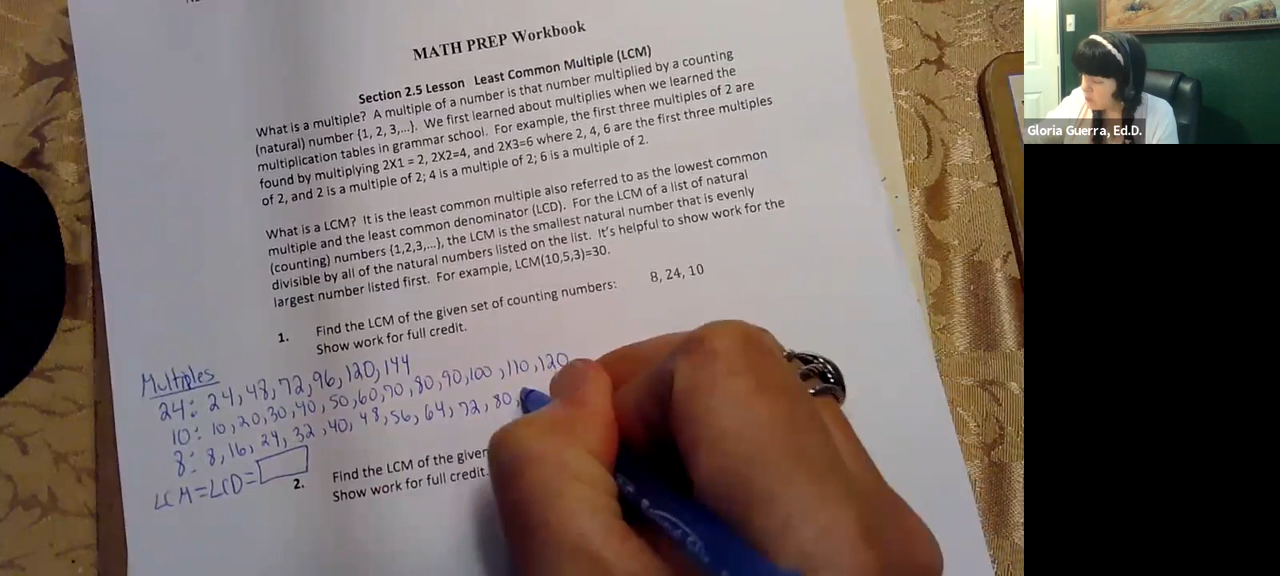 MATH PREP Workbook
Section 2.5 Lesson Least Common Multiple (LCM)
What is a multiple? A multiple of a number is that number multiplied by a counting
(natural) number {1, 2, 3,...}. We first learned about multiplies when we learned the
multiplication tables in grammar school. For example, the first three multiples of 2 are
found by multiplying 2X1 = 2, 2X2=4, and 2X3=6 where 2, 4, 6 are the first three multiples
of 2, and 2 is a multiple of 2; 4 is a multiple of 2; 6 is a multiple of 2.
What is a LCM? It is the least common multiple also referred to as the lowest common
multiple and the least common denominator (LCD). For the LCM of a list of natural
(counting) numbers {1,2,3,...}, the LCM is the smallest natural number that is evenly
divisible by all of the natural numbers listed on the list. It's helpful to show work for the
largest number listed first. For example, LCM(10,5,3)=30.
1. Find the LCM of the given set of counting numbers: 8, 24, 10
Show work for full credit.
Multiples
24: 24, 48, 72, 96, 120, 144
10: 10, 20, 30, 40, 50, 60, 70, 80, 90, 100, 110, 120
8: 8, 16, 24, 32, 40, 48, 56, 64, 72, 80,
LCM=LCD=
2. Find the LCM of the given
Show work for full credit.
Gloria Guerra, Ed.D.